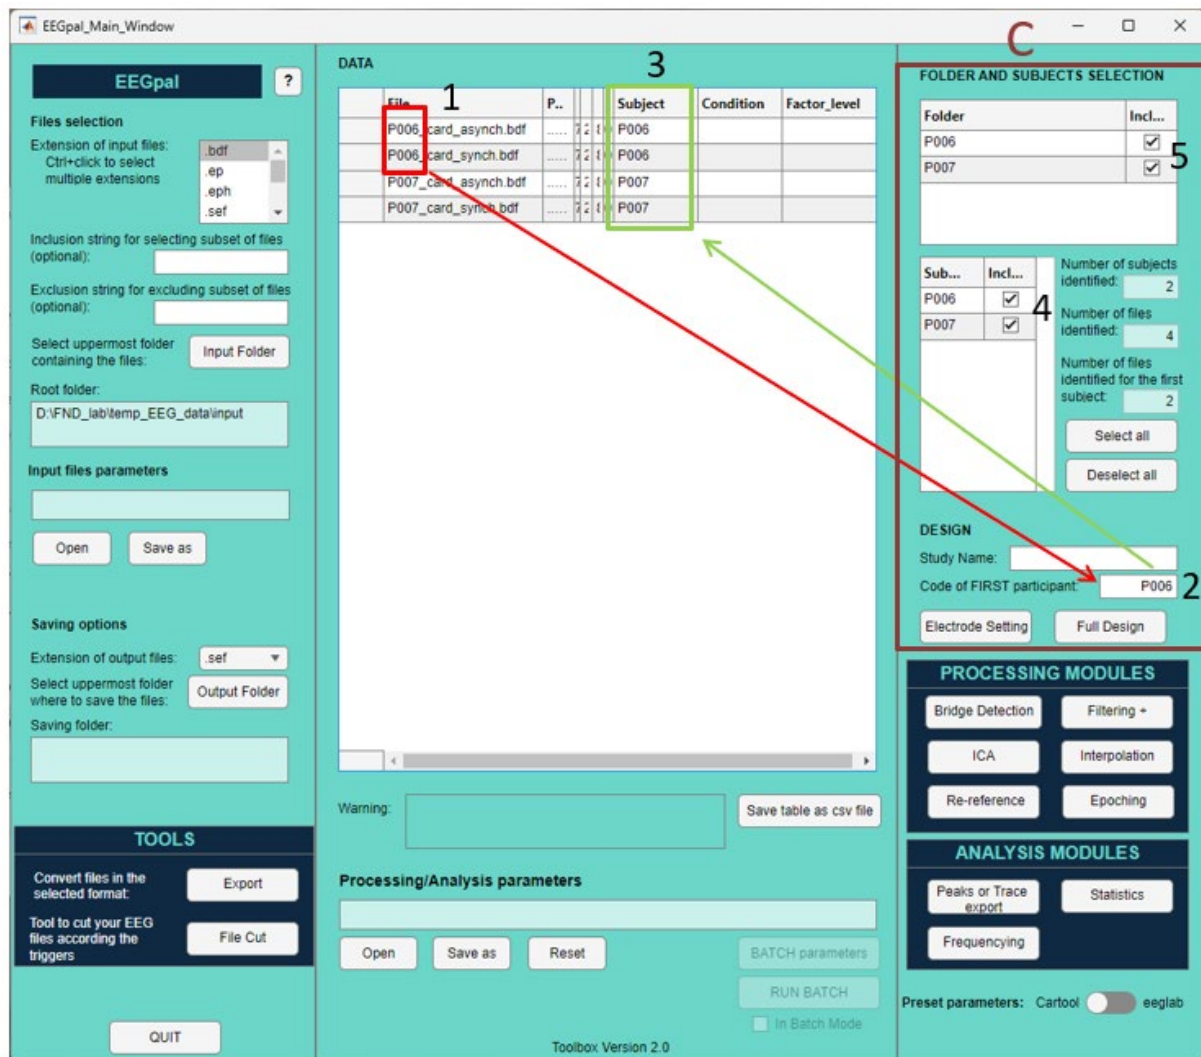 EEGpal_Main_Window
C
EEGpal
?
Files selection
Extension of input files:
Ctrl+click to select
multiple extensions
.bdf
.ep
.eph
.sef
Inclusion string for selecting subset of files
(optional):
Exclusion string for excluding subset of files
(optional):
Select uppermost folder
containing the files:
Input Folder
Root folder:
D:\FND_lab\temp_EEG_data\input
Input files parameters
Open
Save as
Saving options
Extension of output files:
.sef
Select uppermost folder
where to save the files:
Output Folder
Saving folder:
TOOLS
Convert files in the
selected format:
Export
Tool to cut your EEG
files according the
triggers
File Cut
QUIT
DATA
1
3
File P.. Subject Condition Factor_level
P006_card_asynch.bdf ..... 7 2 P006
P006_card_synch.bdf ..... 7 2 P006
P007_card_asynch.bdf ..... 7 2 P007
P007_card_synch.bdf ..... 7 2 P007
Warning:
Save table as csv file
Processing/Analysis parameters
Open
Save as
Reset
BATCH parameters
RUN BATCH
In Batch Mode
Toolbox Version 2.0
FOLDER AND SUBJECTS SELECTION
Folder Incl...
P006
P007
5
Sub... Incl...
P006
P007
4
Number of subjects
identified:
2
Number of files
identified:
4
Number of files
identified for the first
subject:
2
Select all
Deselect all
DESIGN
Study Name:
Code of FIRST participant: P006
2
Electrode Setting
Full Design
PROCESSING MODULES
Bridge Detection
Filtering +
ICA
Interpolation
Re-reference
Epoching
ANALYSIS MODULES
Peaks or Trace
export
Statistics
Frequencying
Preset parameters: Cartool eeglab